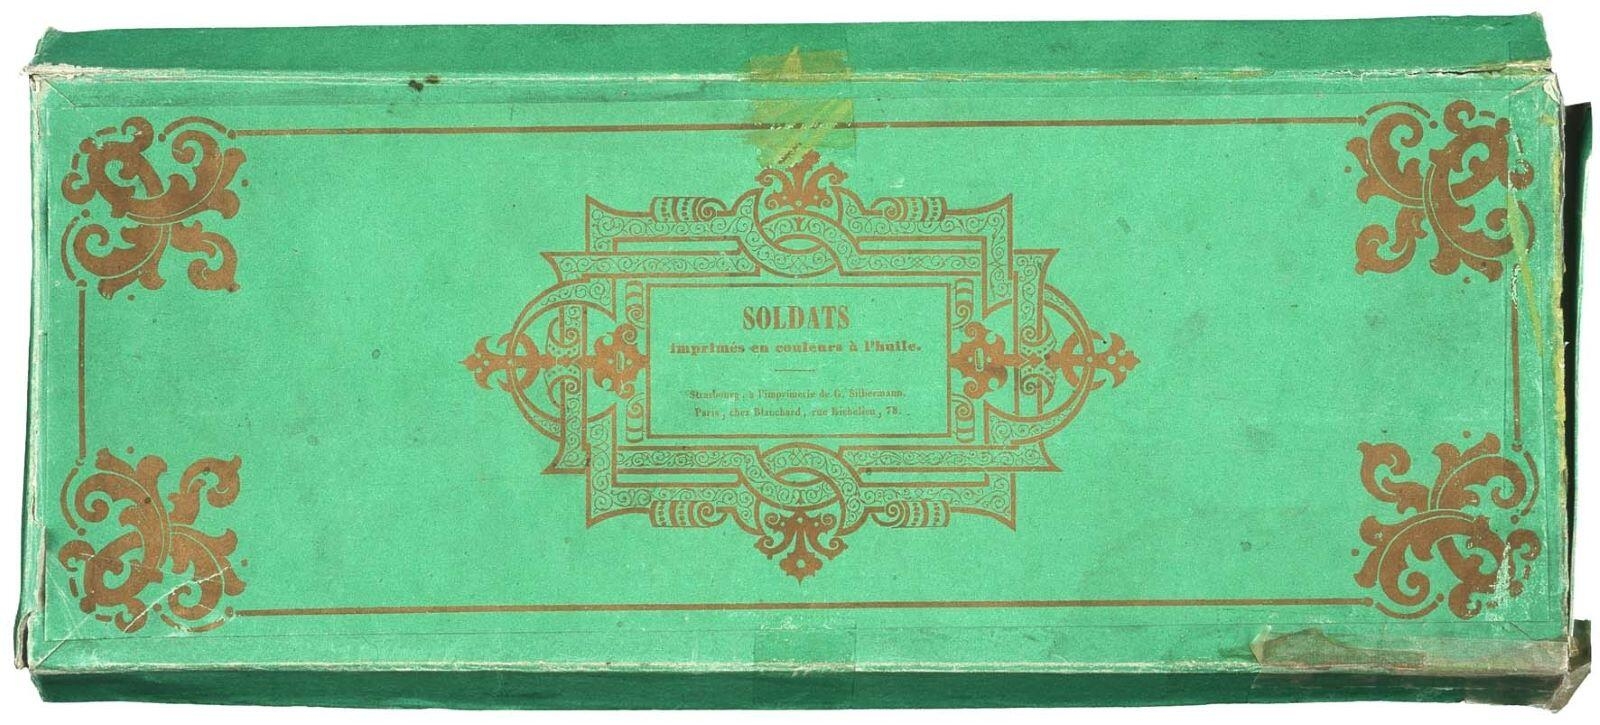 SOLDATS
imprimés en couleurs à l'huile.
Strasbourg, à l'imprimerie de G. Silbermann.
Paris, chez Blanchard, rue Richelieu, 78.